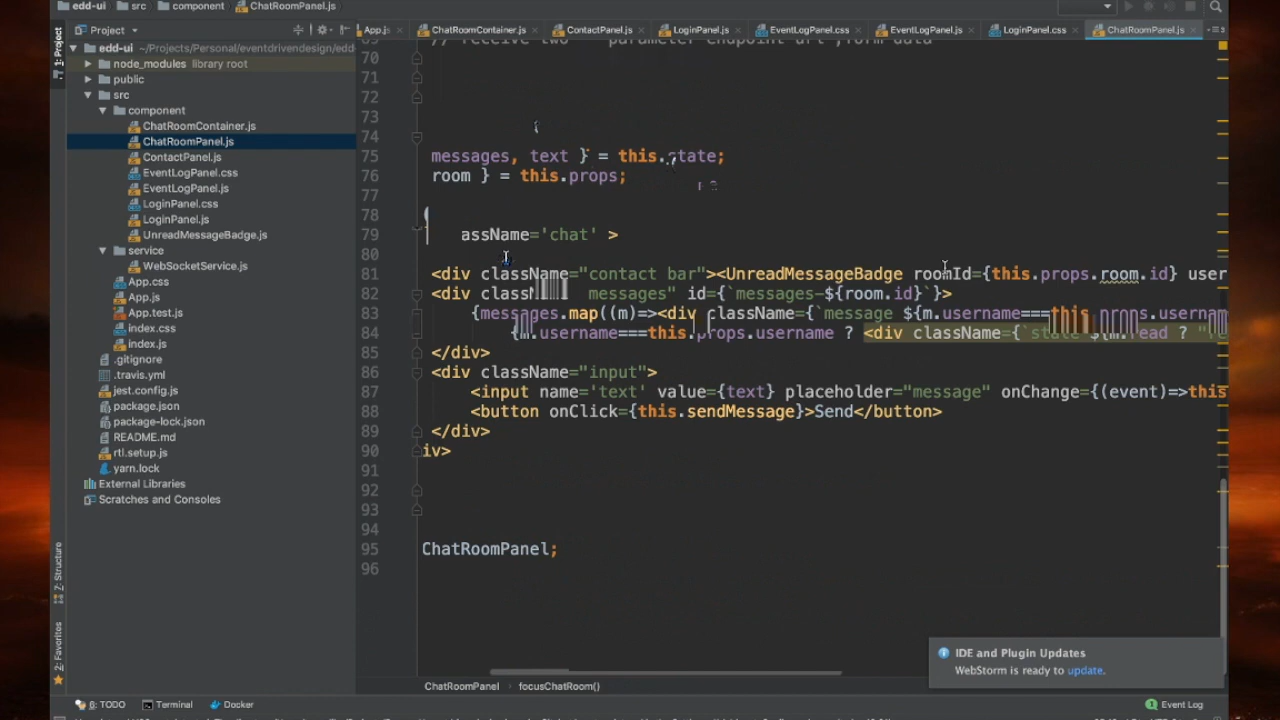 edd-ui src component ChatRoomPanel.js
Project
App.js ChatRoomContainer.js ContactPanel.js LoginPanel.js EventLogPanel.css EventLogPanel.js LoginPanel.css ChatRoomPanel.js
edd-ui ~/Projects/Personal/eventdrivendesign/edd
node_modules library root
public
src
component
ChatRoomContainer.js
ChatRoomPanel.js
ContactPanel.js
EventLogPanel.css
EventLogPanel.js
LoginPanel.css
LoginPanel.js
UnreadMessageBadge.js
service
WebSocketService.js
App.css
App.js
App.test.js
index.css
index.js
.gitignore
.travis.yml
jest.config.js
package.json
package-lock.json
README.md
rtl.setup.js
yarn.lock
External Libraries
Scratches and Consoles
1: Project
7: Structure
2: Favorites
70
71
72
73
74
75 messages, text } = this.state;
76 room } = this.props;
77
78
79 assName='chat' >
80
81 <div className="contact bar"><UnreadMessageBadge roomId={this.props.room.id} user
82 <div class messages" id={`messages-${room.id}`}>
83 {messages.map((m)=><div className={`message ${m.username===this.props.usernam
84 {m.username===this.props.username ? <div className={`state ${m.read ? "re
85 </div>
86 <div className="input">
87 <input name='text' value={text} placeholder="message" onChange={(event)=>this
88 <button onClick={this.sendMessage}>Send</button>
89 </div>
90 iv>
91
92
93
94
95 ChatRoomPanel;
96
IDE and Plugin Updates
WebStorm is ready to update.
ChatRoomPanel focusChatRoom()
6: TODO Terminal Docker Event Log